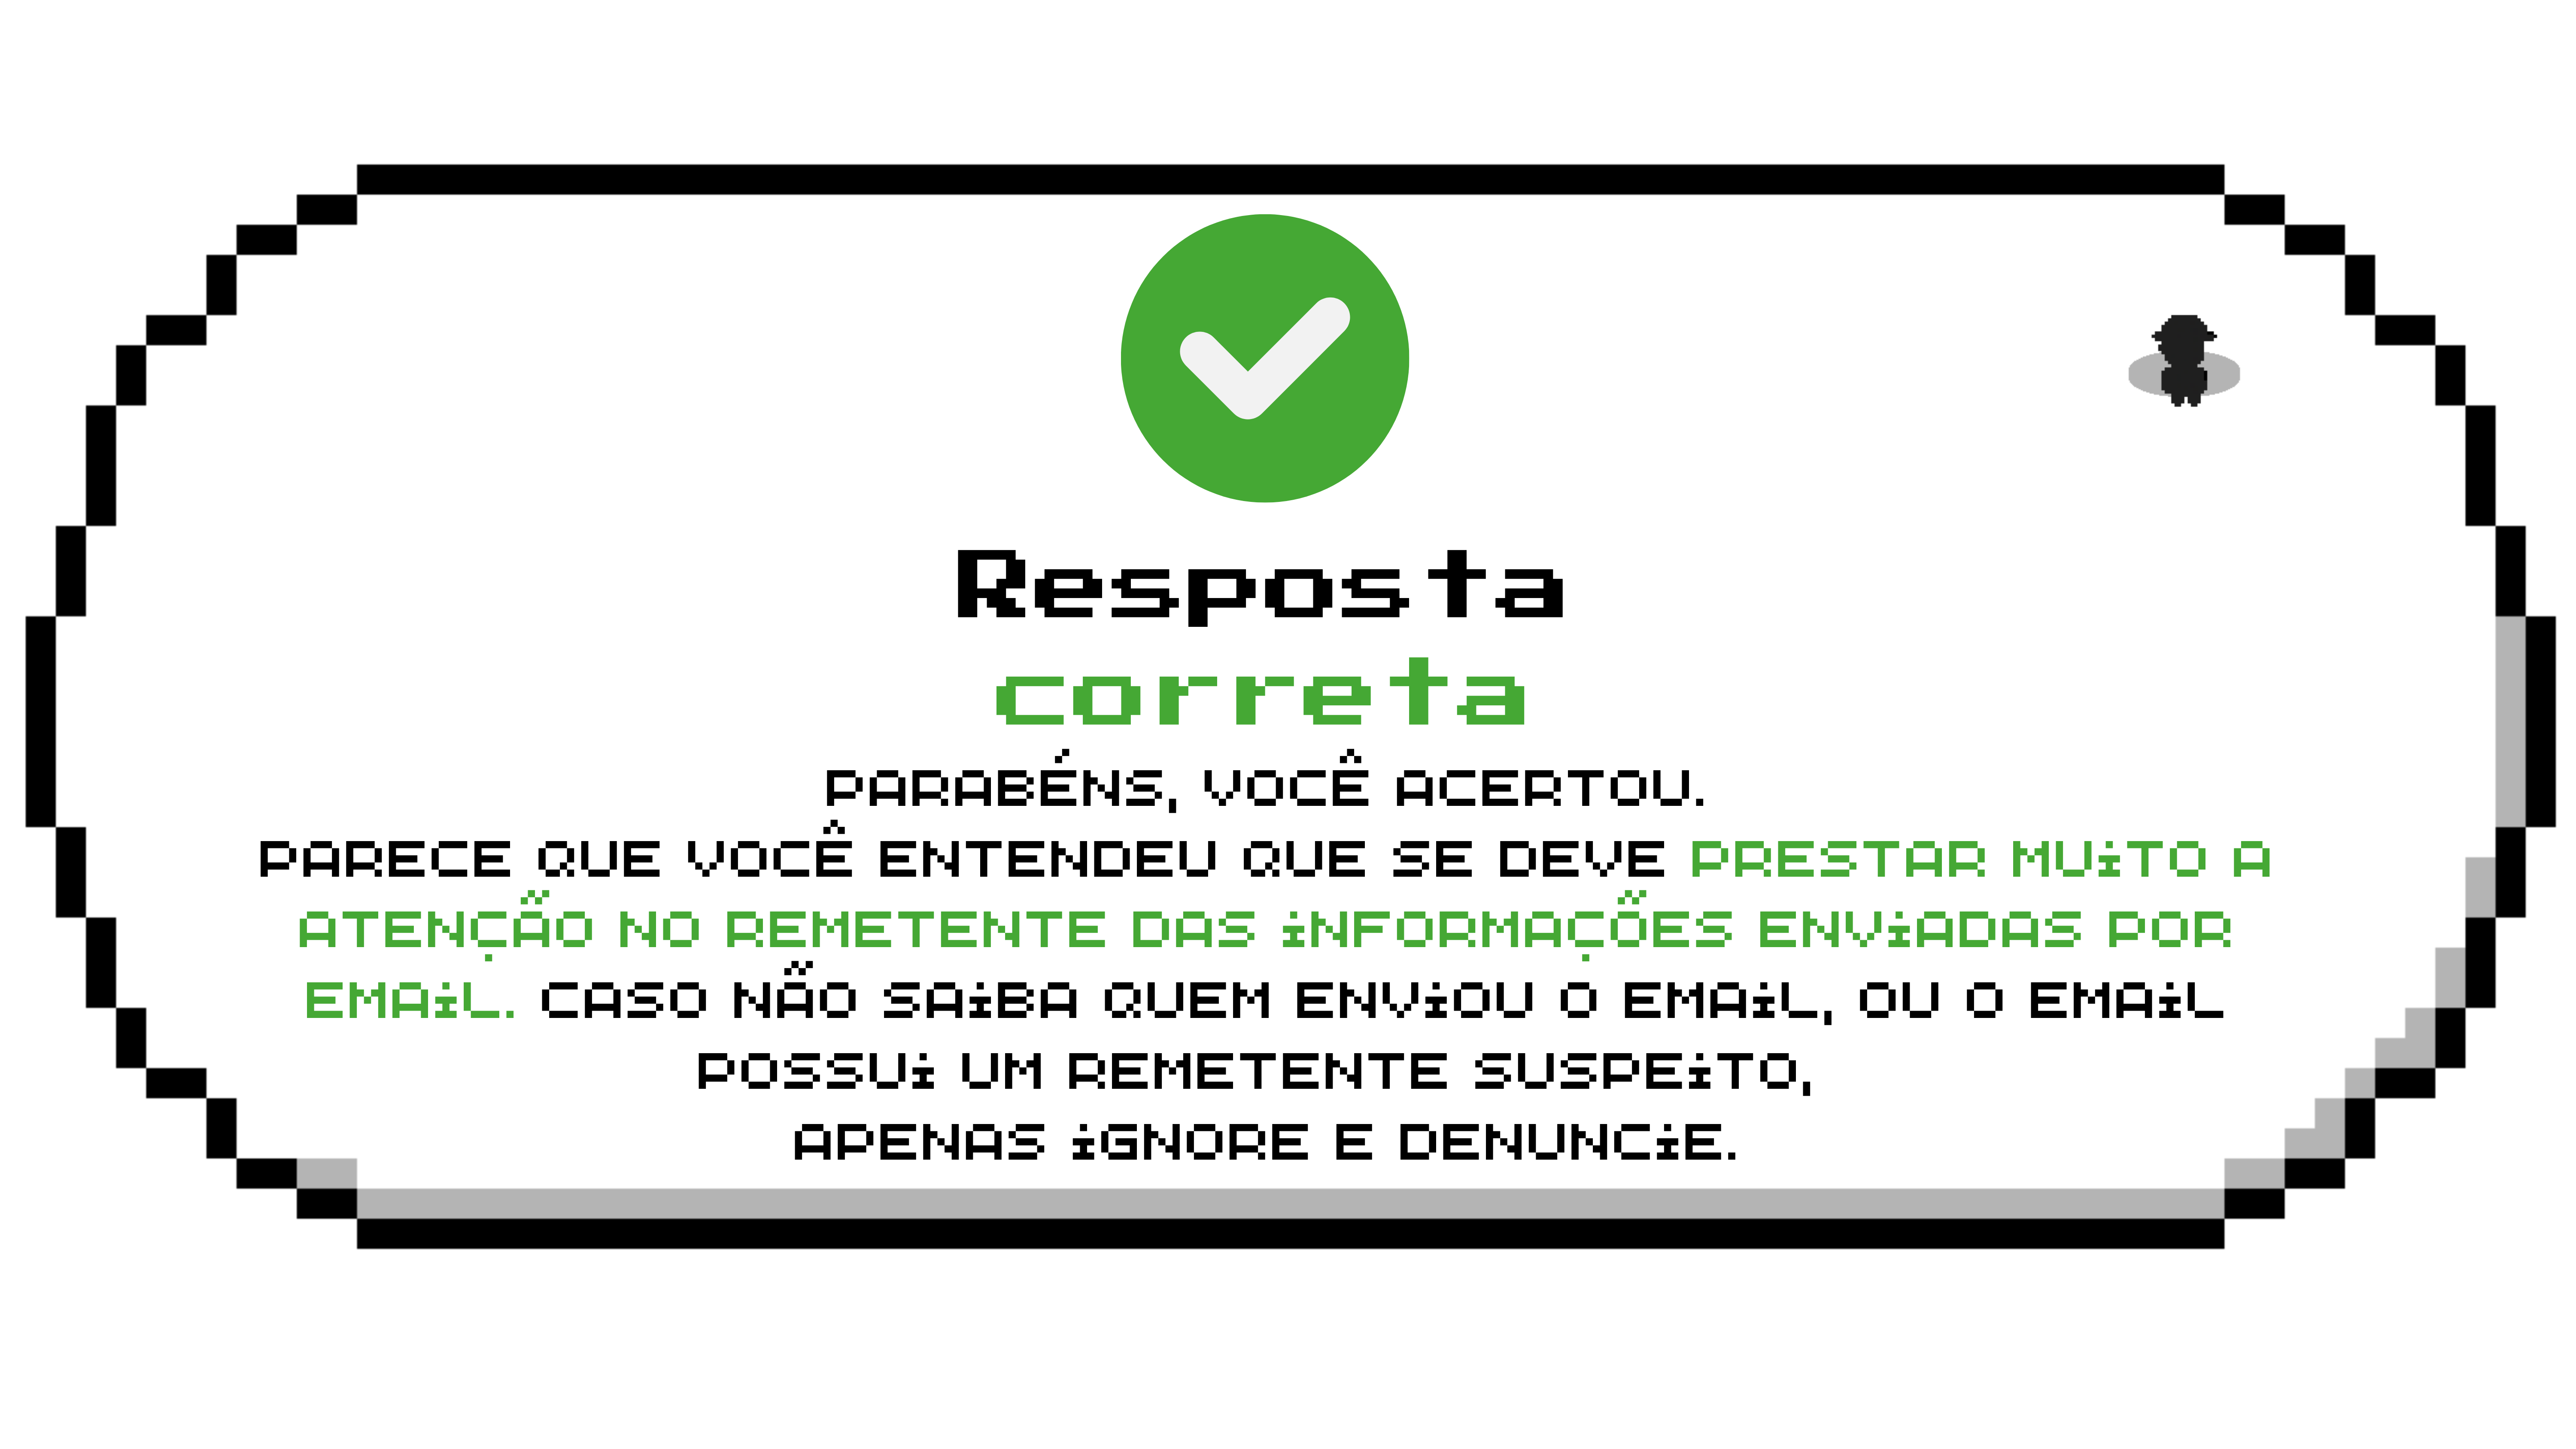 Resposta
correta
PARABÉNS, VOCÊ ACERTOU.
PARECE QUE VOCÊ ENTENDEU QUE SE DEVE PRESTAR MUITO A
ATENÇÃO NO REMETENTE DAS INFORMAÇÕES ENVIADAS POR
EMAIL. CASO NÃO SAIBA QUEM ENVIOU O EMAIL, OU O EMAIL
POSSUI UM REMETENTE SUSPEITO,
APENAS IGNORE E DENUNCIE.